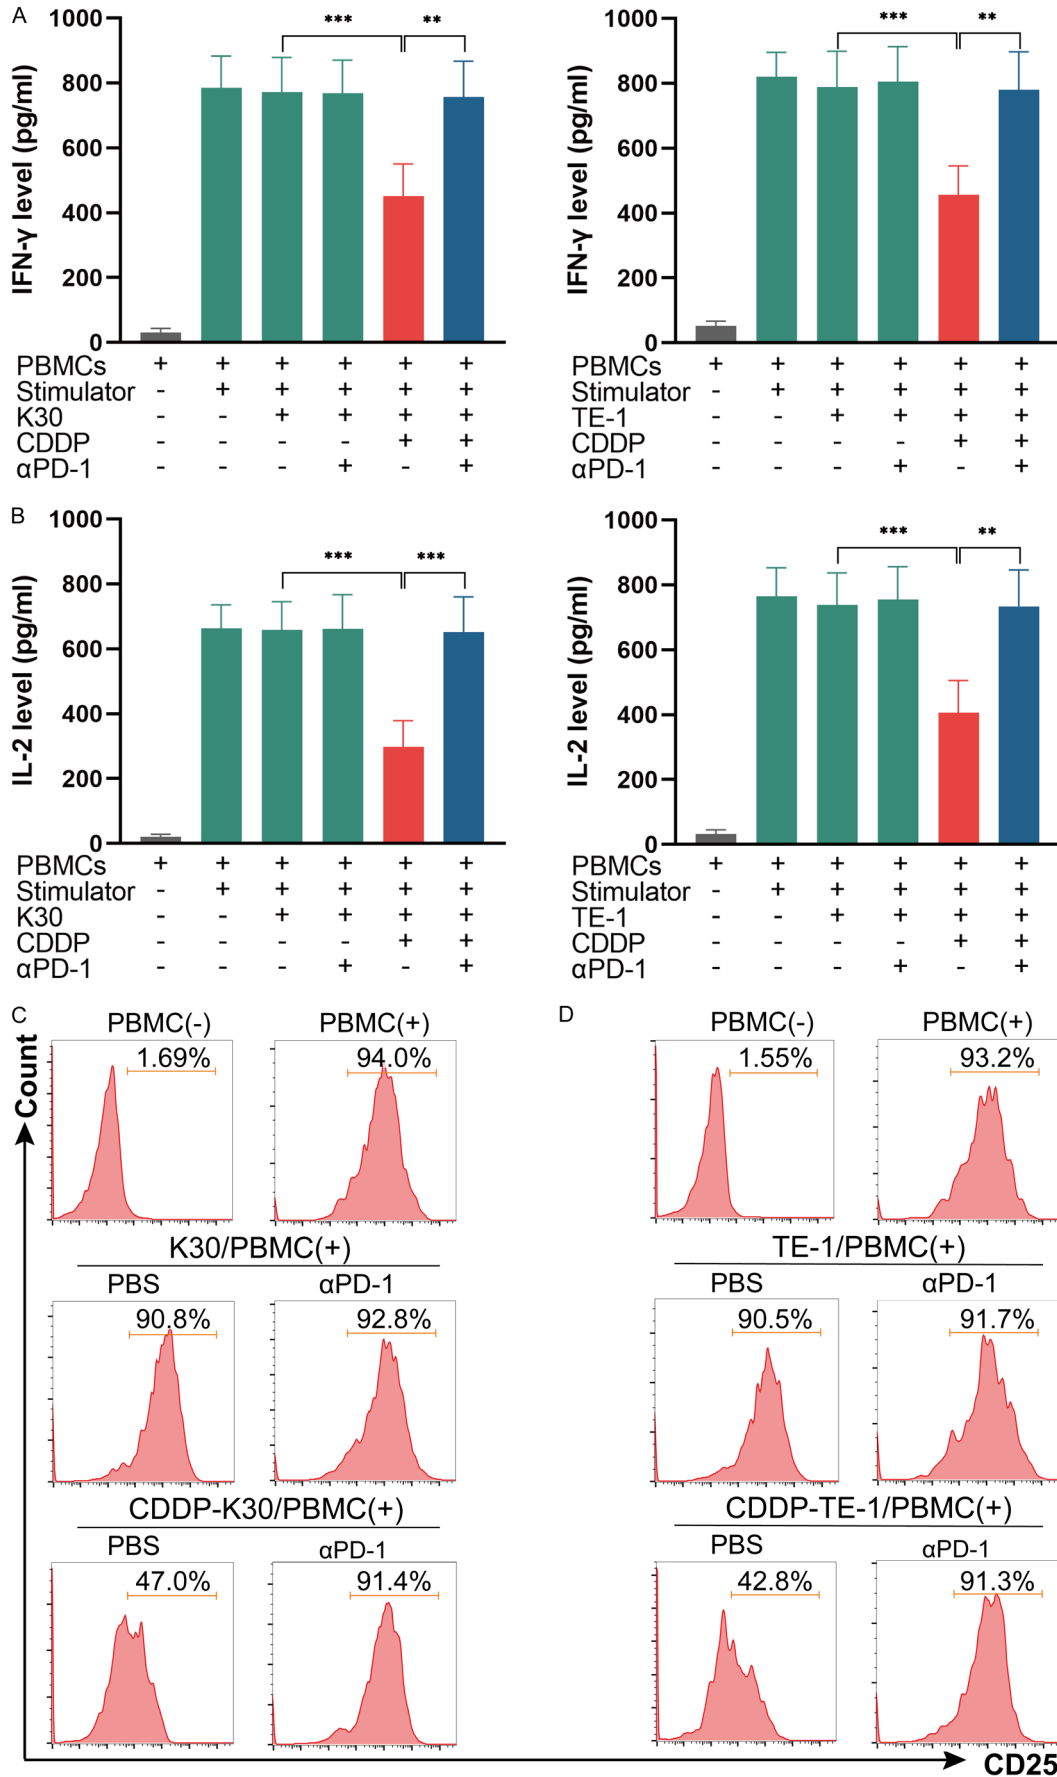 A
IFN-γ level (pg/ml)
1000
800
600
400
200
0
*** **
PBMCs + + + + + +
Stimulator - + + + + +
K30 - - + + + +
CDDP - - - - + +
αPD-1 - - - + - +
IFN-γ level (pg/ml)
1000
800
600
400
200
0
*** **
PBMCs + + + + + +
Stimulator - + + + + +
TE-1 - - + + + +
CDDP - - - - + +
αPD-1 - - - + - +
B
IL-2 level (pg/ml)
1000
800
600
400
200
0
*** ***
PBMCs + + + + + +
Stimulator - + + + + +
K30 - - + + + +
CDDP - - - - + +
αPD-1 - - - + - +
IL-2 level (pg/ml)
1000
800
600
400
200
0
*** **
PBMCs + + + + + +
Stimulator - + + + + +
TE-1 - - + + + +
CDDP - - - - + +
αPD-1 - - - + - +
C
Count
PBMC(-) PBMC(+)
1.69% 94.0%
K30/PBMC(+)
PBS αPD-1
90.8% 92.8%
CDDP-K30/PBMC(+)
PBS αPD-1
47.0% 91.4%
D
PBMC(-) PBMC(+)
1.55% 93.2%
TE-1/PBMC(+)
PBS αPD-1
90.5% 91.7%
CDDP-TE-1/PBMC(+)
PBS αPD-1
42.8% 91.3%
CD25